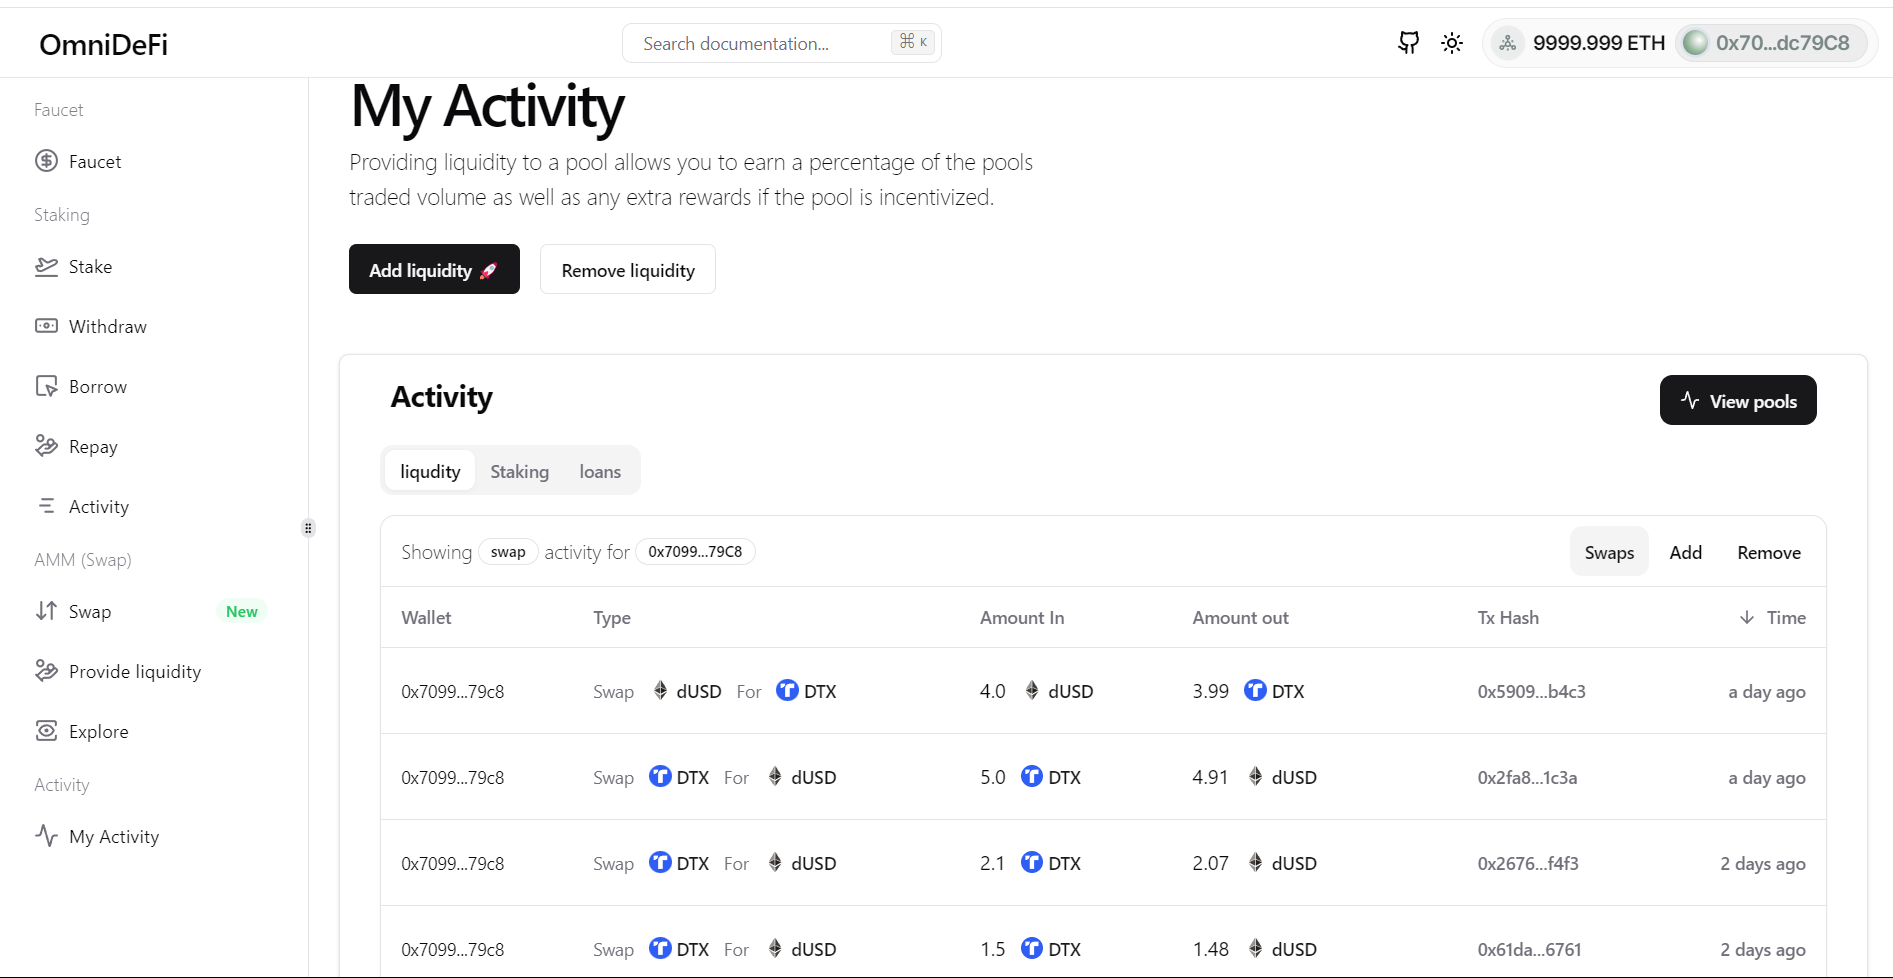 OmniDeFi
Search documentation...
⌘ K
9999.999 ETH
0x70...dc79C8
Faucet
Faucet
Staking
Stake
Withdraw
Borrow
Repay
Activity
AMM (Swap)
Swap New
Provide liquidity
Explore
Activity
My Activity
My Activity
Providing liquidity to a pool allows you to earn a percentage of the pools
traded volume as well as any extra rewards if the pool is incentivized.
Add liquidity 🚀 Remove liquidity
Activity
View pools
liqudity Staking loans
Showing swap activity for 0x7099...79C8
Swaps Add Remove
Wallet Type Amount In Amount out Tx Hash ↓ Time
0x7099...79c8 Swap dUSD For DTX 4.0 dUSD 3.99 DTX 0x5909...b4c3 a day ago
0x7099...79c8 Swap DTX For dUSD 5.0 DTX 4.91 dUSD 0x2fa8...1c3a a day ago
0x7099...79c8 Swap DTX For dUSD 2.1 DTX 2.07 dUSD 0x2676...f4f3 2 days ago
0x7099...79c8 Swap DTX For dUSD 1.5 DTX 1.48 dUSD 0x61da...6761 2 days ago